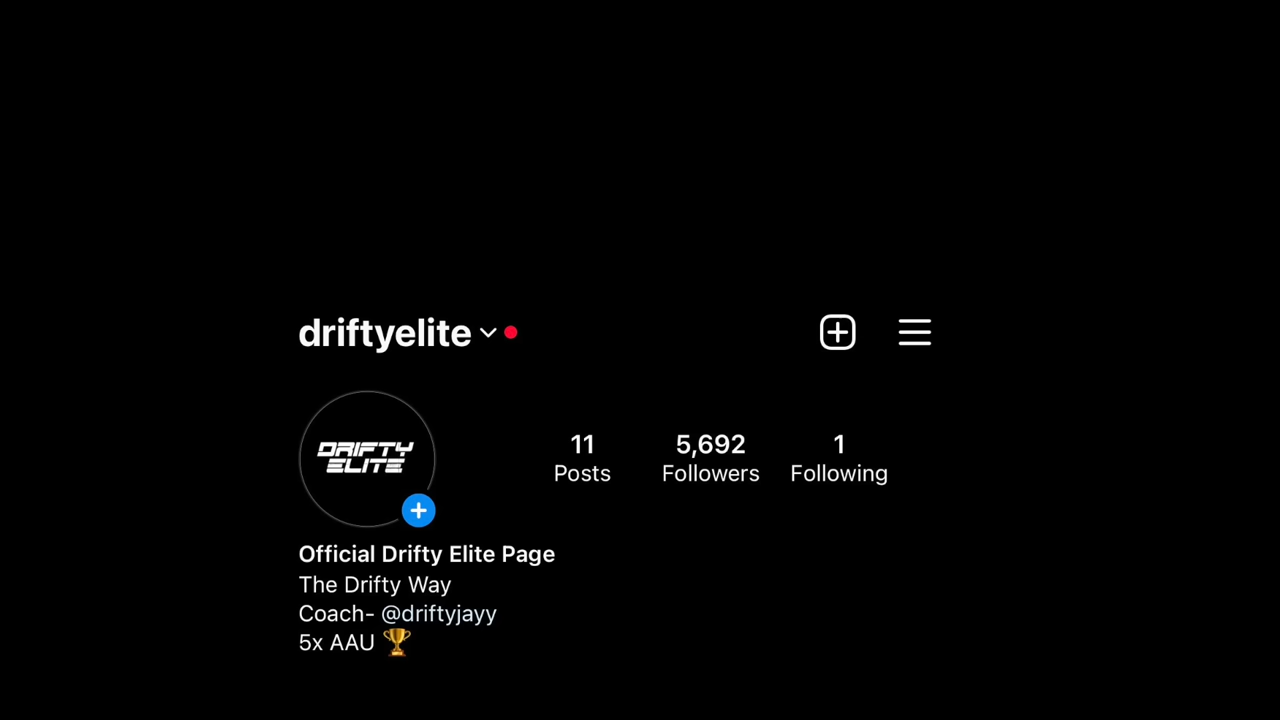 driftyelite
DRIFTY
ELITE
11
Posts
5,692
Followers
1
Following
Official Drifty Elite Page
The Drifty Way
Coach- @driftyjayy
5x AAU 🏆